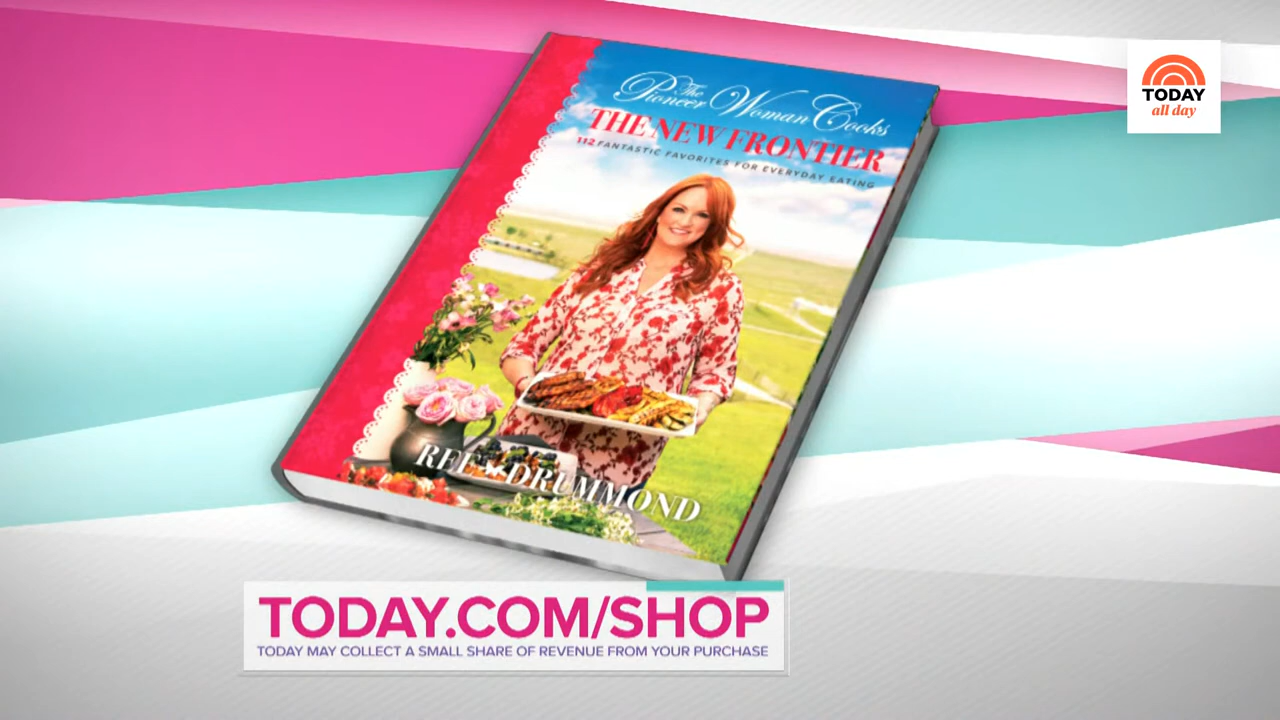 TODAY
all day
The
Pioneer Woman Cooks
THE NEW FRONTIER
112 FANTASTIC FAVORITES FOR EVERYDAY EATING
REE DRUMMOND
TODAY.COM/SHOP
TODAY MAY COLLECT A SMALL SHARE OF REVENUE FROM YOUR PURCHASE